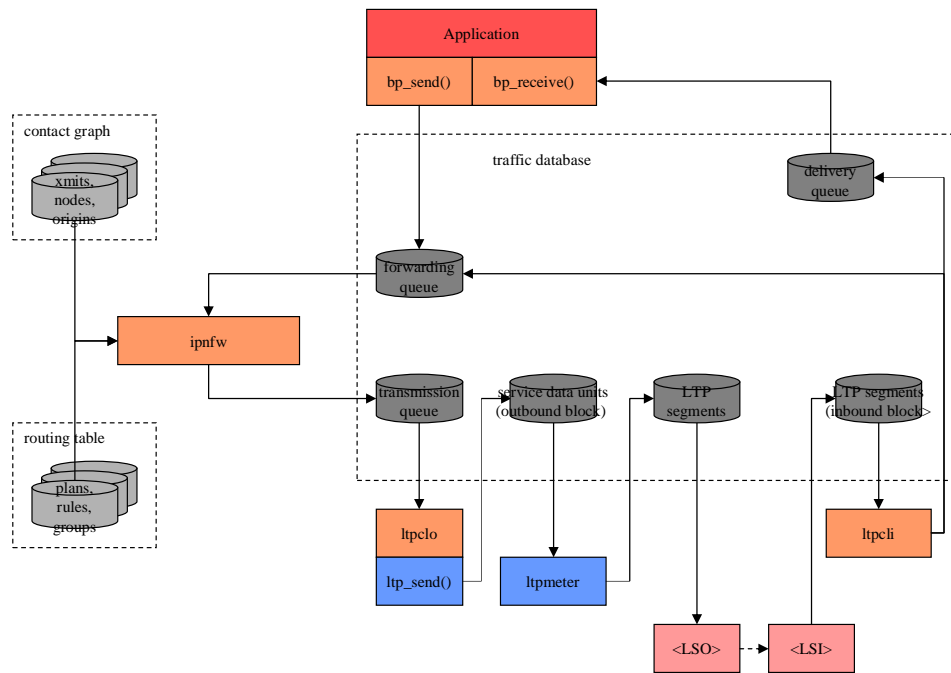 Application
bp_send()
bp_receive()
contact graph
xmits,
nodes,
origins
traffic database
delivery
queue
forwarding
queue
ipnfw
transmission
queue
service data units
(outbound block)
LTP
segments
LTP segments
(inbound block>
routing table
plans,
rules,
groups
ltpclo
ltp_send()
ltpmeter
ltpcli
<LSO>
<LSI>